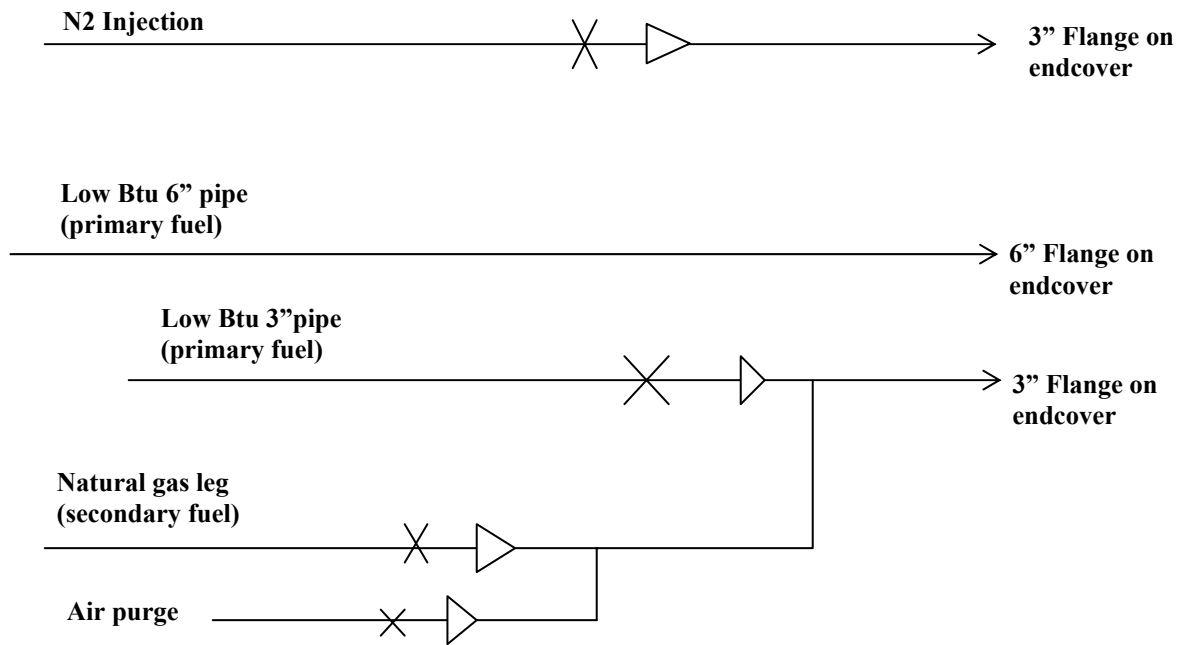 N2 Injection
3” Flange on
endcover
Low Btu 6” pipe
(primary fuel)
6” Flange on
endcover
Low Btu 3”pipe
(primary fuel)
3” Flange on
endcover
Natural gas leg
(secondary fuel)
Air purge